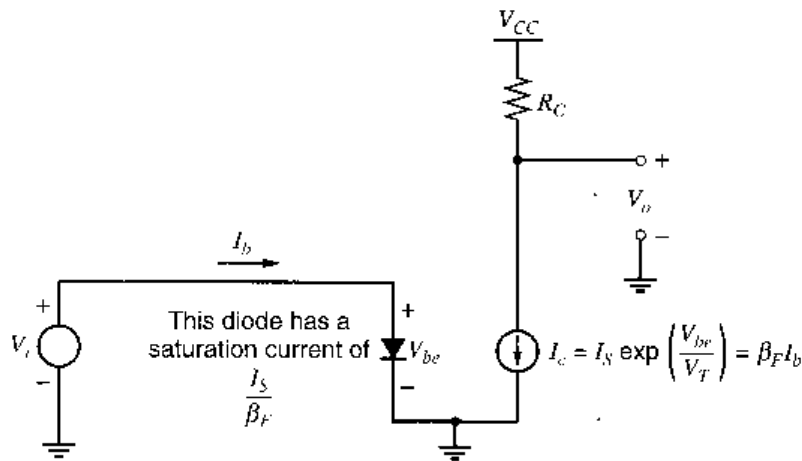 V_CC
R_C
+
V_o
−
I_b
+
V_i
−
This diode has a
saturation current of
I_S
β_F
+
V_be
−
I_c = I_S exp (V_be / V_T) = β_F I_b